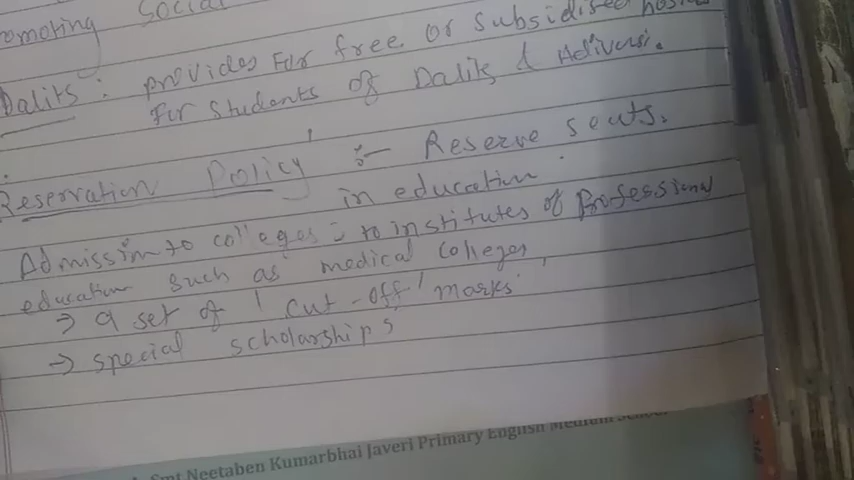 omoting Social
Dalits : provides For free or subsidised
For students of Dalits & Adivasi.
Reservation Policy :- Reserve seats.
in education.
Admission to colleges = to institutes of Professional
education such as medical colleges,
→ a set of 'cut-off' marks
→ special scholarships
Smt Neetaben Kumarbhai Javeri Primary English Medium School